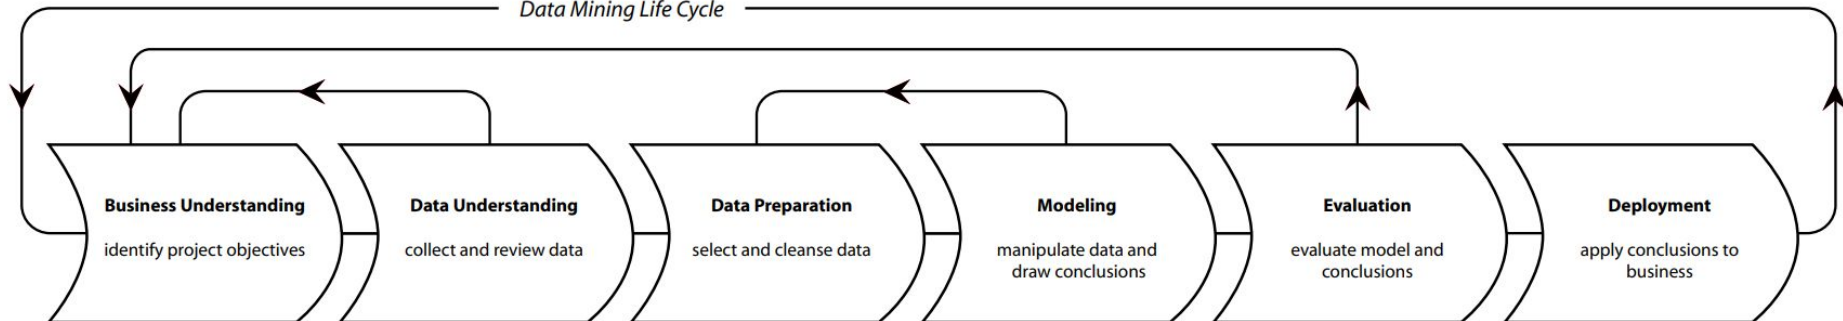 Data Mining Life Cycle
Business Understanding
identify project objectives
Data Understanding
collect and review data
Data Preparation
select and cleanse data
Modeling
manipulate data and
draw conclusions
Evaluation
evaluate model and
conclusions
Deployment
apply conclusions to
business